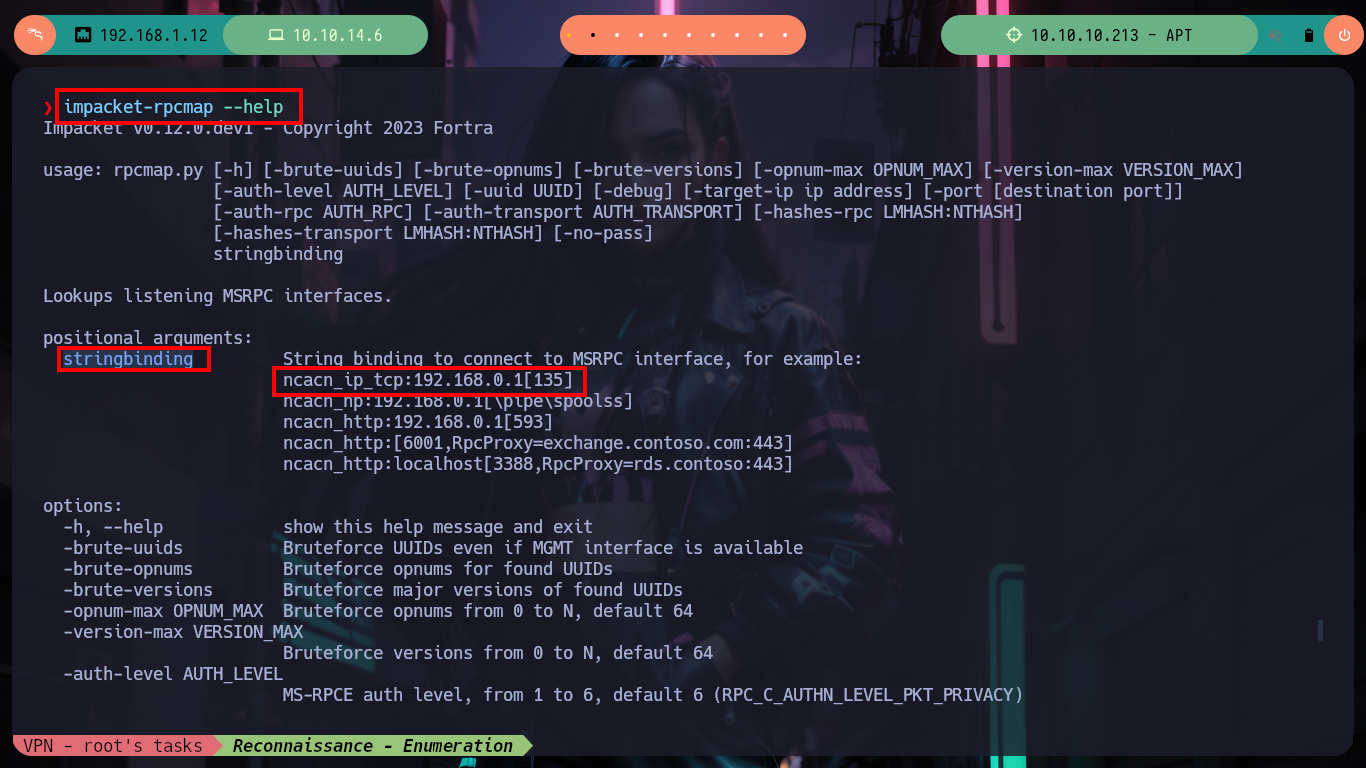 192.168.1.12
10.10.14.6
10.10.10.213 - APT
❯ impacket-rpcmap --help
Impacket v0.12.0.dev1 - Copyright 2023 Fortra
usage: rpcmap.py [-h] [-brute-uuids] [-brute-opnums] [-brute-versions] [-opnum-max OPNUM_MAX] [-version-max VERSION_MAX]
[-auth-level AUTH_LEVEL] [-uuid UUID] [-debug] [-target-ip ip address] [-port [destination port]]
[-auth-rpc AUTH_RPC] [-auth-transport AUTH_TRANSPORT] [-hashes-rpc LMHASH:NTHASH]
[-hashes-transport LMHASH:NTHASH] [-no-pass]
stringbinding
Lookups listening MSRPC interfaces.
positional arguments:
stringbinding String binding to connect to MSRPC interface, for example:
ncacn_ip_tcp:192.168.0.1[135]
ncacn_np:192.168.0.1[\pipe\spoolss]
ncacn_http:192.168.0.1[593]
ncacn_http:[6001,RpcProxy=exchange.contoso.com:443]
ncacn_http:localhost[3388,RpcProxy=rds.contoso:443]
options:
-h, --help show this help message and exit
-brute-uuids Bruteforce UUIDs even if MGMT interface is available
-brute-opnums Bruteforce opnums for found UUIDs
-brute-versions Bruteforce major versions of found UUIDs
-opnum-max OPNUM_MAX Bruteforce opnums from 0 to N, default 64
-version-max VERSION_MAX
Bruteforce versions from 0 to N, default 64
-auth-level AUTH_LEVEL
MS-RPCE auth level, from 1 to 6, default 6 (RPC_C_AUTHN_LEVEL_PKT_PRIVACY)
VPN - root's tasks Reconnaissance - Enumeration